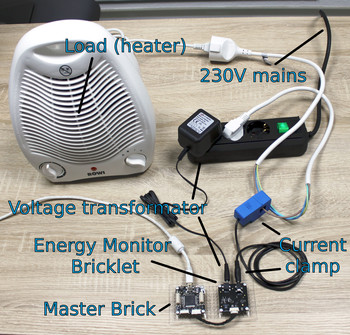 Load (heater)
230V mains
Voltage transformator
Energy Monitor
Bricklet
Current
clamp
Master Brick